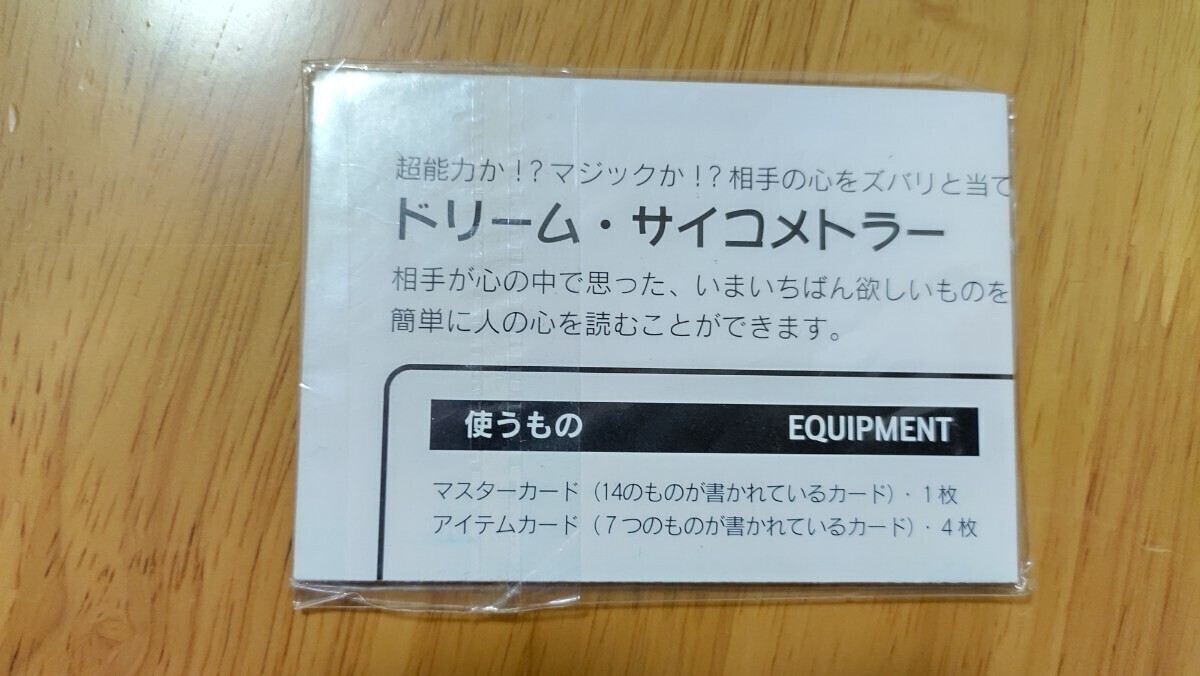 超能力か!?マジックか!?相手の心をズバリと当て
ドリーム・サイコメトラー
相手が心の中で思った、いまいちばん欲しいものを
簡単に人の心を読むことができます。
使うもの EQUIPMENT
マスターカード（14のものが書かれているカード）・1枚
アイテムカード（7つのものが書かれているカード）・4枚